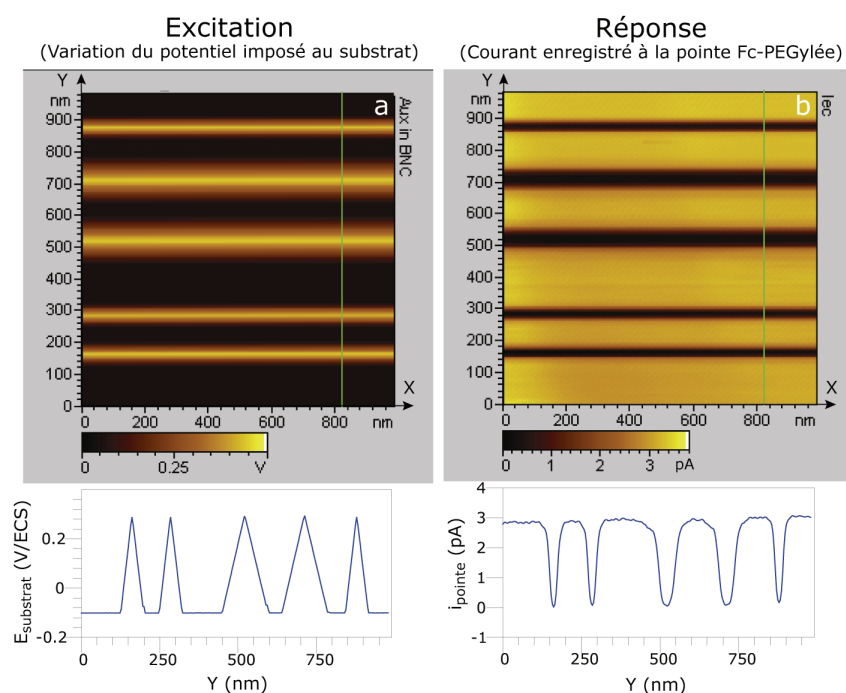 Excitation
(Variation du potentiel imposé au substrat)
Réponse
(Courant enregistré à la pointe Fc-PEGylée)
Y
nm
900
800
700
600
500
400
300
200
100
0
a
Aux in BNC
X
0 200 400 600 800 nm
0 0.25 V
Y
nm
900
800
700
600
500
400
300
200
100
0
b
Iec
X
0 200 400 600 800 nm
0 1 2 3 pA
E substrat (V/ECS)
0.2
0
-0.2
0 250 500 750
Y (nm)
i pointe (pA)
4
3
2
1
0
-1
0 250 500 750
Y (nm)